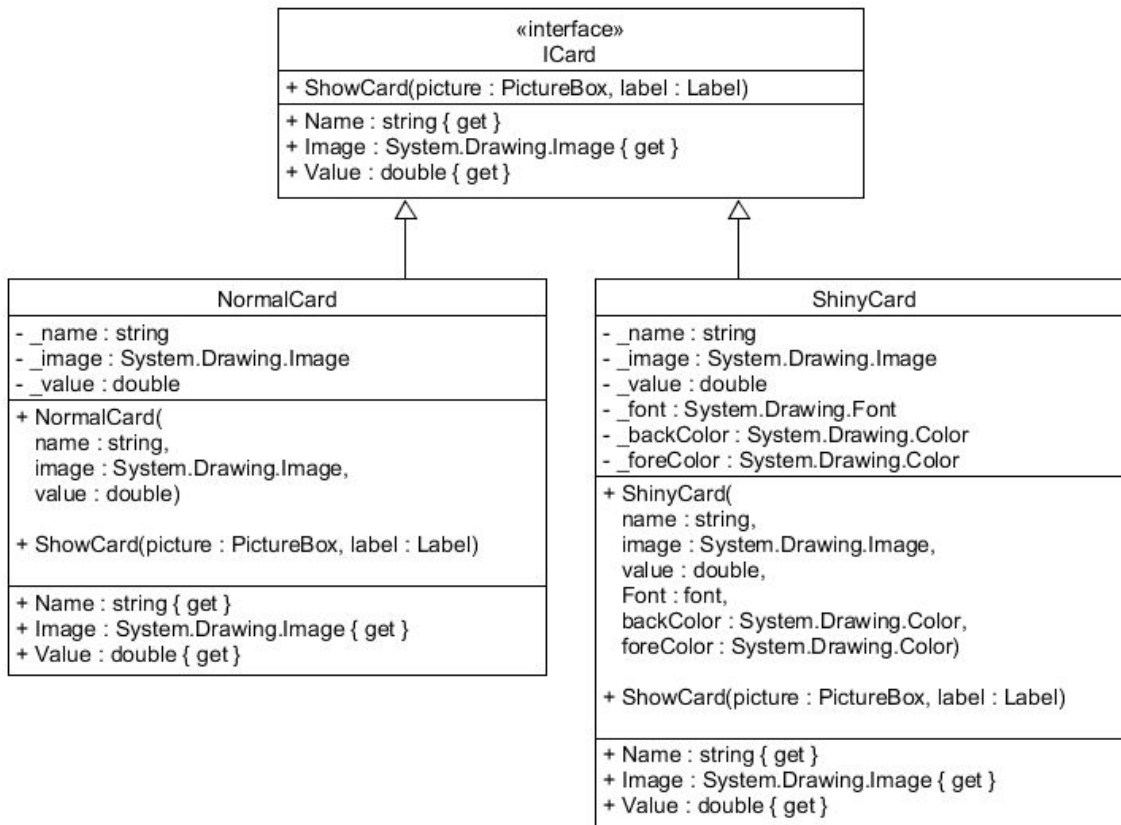 «interface»
ICard
+ ShowCard(picture : PictureBox, label : Label)
+ Name : string { get }
+ Image : System.Drawing.Image { get }
+ Value : double { get }
NormalCard
- _name : string
- _image : System.Drawing.Image
- _value : double
+ NormalCard(
name : string,
image : System.Drawing.Image,
value : double)
+ ShowCard(picture : PictureBox, label : Label)
+ Name : string { get }
+ Image : System.Drawing.Image { get }
+ Value : double { get }
ShinyCard
- _name : string
- _image : System.Drawing.Image
- _value : double
- _font : System.Drawing.Font
- _backColor : System.Drawing.Color
- _foreColor : System.Drawing.Color
+ ShinyCard(
name : string,
image : System.Drawing.Image,
value : double,
Font : font,
backColor : System.Drawing.Color,
foreColor : System.Drawing.Color)
+ ShowCard(picture : PictureBox, label : Label)
+ Name : string { get }
+ Image : System.Drawing.Image { get }
+ Value : double { get }